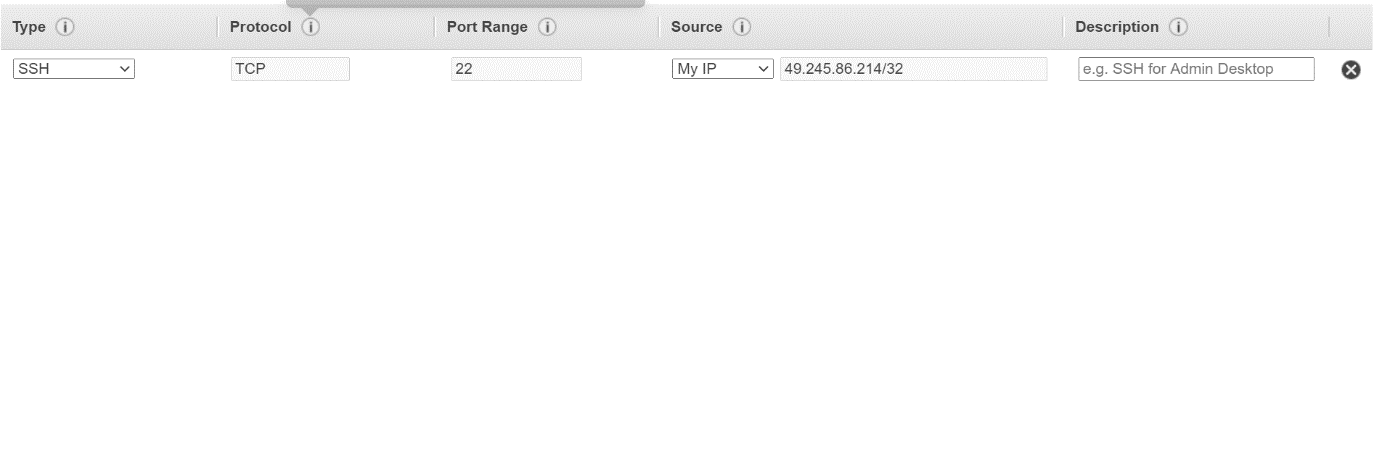 Type Protocol Port Range Source Description
SSH TCP 22 My IP 49.245.86.214/32 e.g. SSH for Admin Desktop